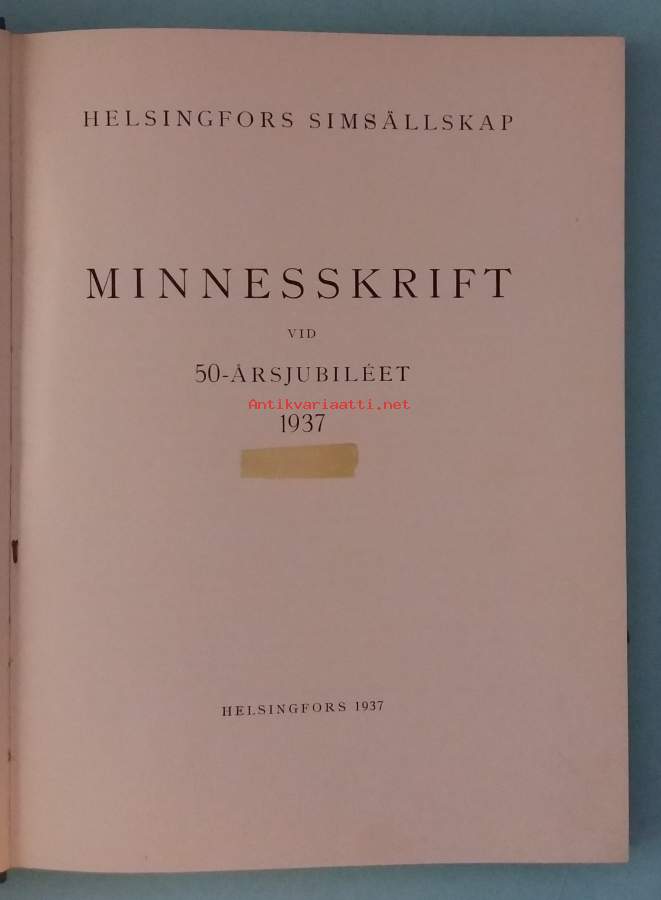 HELSINGFORS SIMSÄLLSKAP
MINNESSKRIFT
VID
50-ÅRSJUBILÉET
Antikvariaatti.net
1937
HELSINGFORS 1937